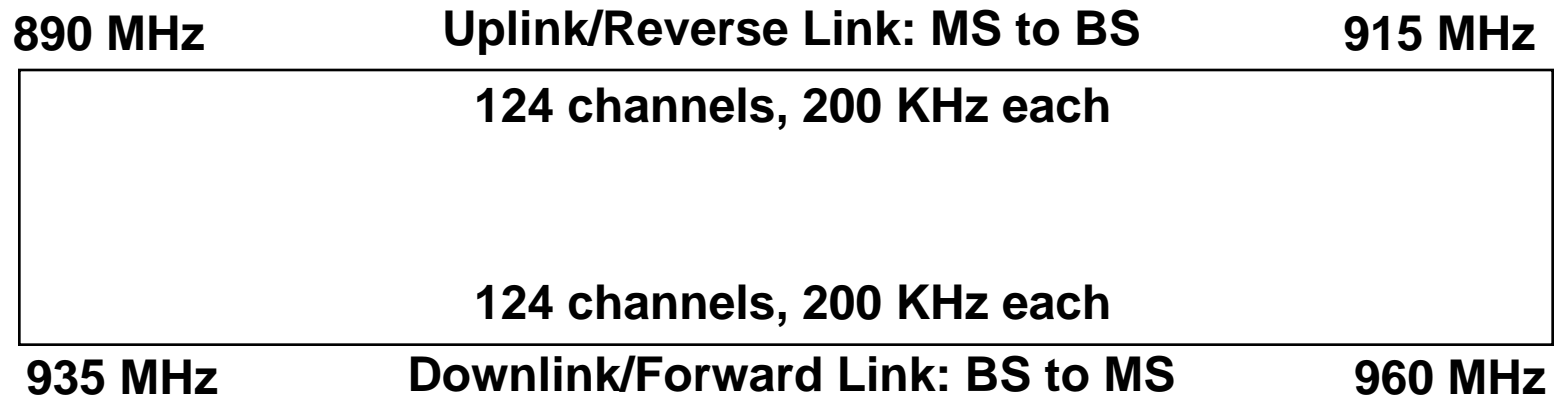 890 MHz Uplink/Reverse Link: MS to BS 915 MHz
124 channels, 200 KHz each
124 channels, 200 KHz each
935 MHz Downlink/Forward Link: BS to MS 960 MHz